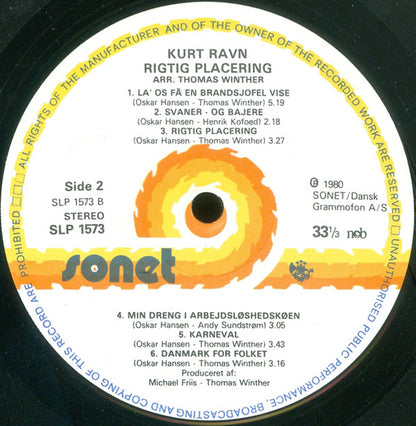 ALL RIGHTS OF THE MANUFACTURER AND OF THE OWNER OF THE RECORDED WORK ARE RESERVED
UNAUTHORISED PUBLIC PERFORMANCE, BROADCASTING AND COPYING OF THIS RECORD ARE PROHIBITED
KURT RAVN
RIGTIG PLACERING
ARR. THOMAS WINTHER
1. LA' OS FÅ EN BRANDSJOFEL VISE
(Oskar Hansen - Thomas Winther) 5.19
2. SVANER - OG BAJERE
(Oskar Hansen - Henrik Kofoed) 2.18
3. RIGTIG PLACERING
(Oskar Hansen - Thomas Winther) 3.27
Side 2
SLP 1573 B
STEREO
SLP 1573
℗ 1980
SONET/Dansk
Grammofon A/S
33⅓ ncb
sonet
4. MIN DRENG I ARBEJDSLØSHEDSKØEN
(Oskar Hansen - Andy Sundstrøm) 3.05
5. KARNEVAL
(Oskar Hansen - Thomas Winther) 3.43
6. DANMARK FOR FOLKET
(Oskar Hansen - Thomas Winther) 3.16
Produceret af:
Michael Friis - Thomas Winther